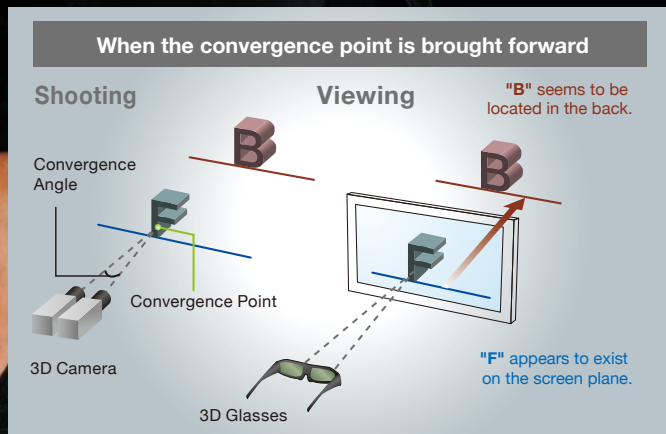 When the convergence point is brought forward
Shooting
Viewing
"B" seems to be
located in the back.
B
B
Convergence
Angle
F
F
Convergence Point
3D Camera
"F" appears to exist
on the screen plane.
3D Glasses